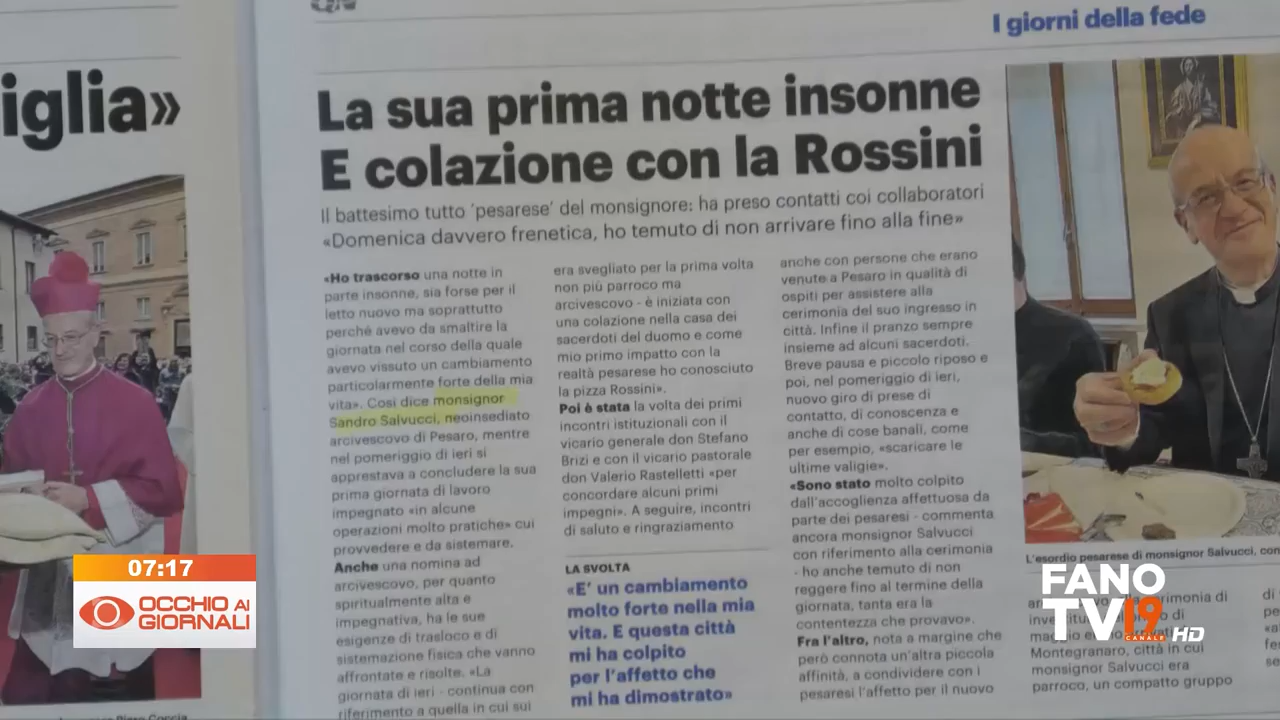 I giorni della fede
iglia»
La sua prima notte insonne
E colazione con la Rossini
Il battesimo tutto 'pesarese' del monsignore: ha preso contatti coi collaboratori
«Domenica davvero frenetica, ho temuto di non arrivare fino alla fine»
«Ho trascorso una notte in
parte insonne, sia forse per il
letto nuovo ma soprattutto
perché avevo da smaltire la
giornata nel corso della quale
avevo vissuto un cambiamento
particolarmente forte della mia
vita». Così dice monsignor
Sandro Salvucci, neoinsediato
arcivescovo di Pesaro, mentre
nel pomeriggio di ieri si
apprestava a concludere la sua
prima giornata di lavoro
impegnato «in alcune
operazioni molto pratiche» cui
provvedere e da sistemare.
Anche una nomina ad
arcivescovo, per quanto
spiritualmente alta e
impegnativa, ha le sue
esigenze di trasloco e di
sistemazione fisica che vanno
affrontate e risolte. «La
giornata di ieri - continua con
riferimento a quella in cui sui
era svegliato per la prima volta
non più parroco ma
arcivescovo - è iniziata con
una colazione nella casa dei
sacerdoti del duomo e come
mio primo impatto con la
realtà pesarese ho conosciuto
la pizza Rossini».
Poi è stata la volta dei primi
incontri istituzionali con il
vicario generale don Stefano
Brizi e con il vicario pastorale
don Valerio Rastelletti «per
concordare alcuni primi
impegni». A seguire, incontri
di saluto e ringraziamento
LA SVOLTA
«E' un cambiamento
molto forte nella mia
vita. E questa città
mi ha colpito
per l'affetto che
mi ha dimostrato»
anche con persone che erano
venute a Pesaro in qualità di
ospiti per assistere alla
cerimonia del suo ingresso in
città. Infine il pranzo sempre
insieme ad alcuni sacerdoti.
Breve pausa e piccolo riposo e
poi, nel pomeriggio di ieri,
nuovo giro di prese di
contatto, di conoscenza e
anche di cose banali, come
per esempio, «scaricare le
ultime valigie».
«Sono stato molto colpito
dall'accoglienza affettuosa da
parte dei pesaresi - commenta
ancora monsignor Salvucci
con riferimento alla cerimonia
- ho anche temuto di non
reggere fino al termine della
giornata, tanta era la
contentezza che provavo».
Fra l'altro, nota a margine che
però connota un'altra piccola
affinità, a condividere con i
pesaresi l'affetto per il nuovo
L'esordio pesarese di monsignor Salvucci, con
Montegranaro, città in cui
monsignor Salvucci era
parroco, un compatto gruppo
07:17
OCCHIO AI
GIORNALI
FANO
TV19
CANALE HD